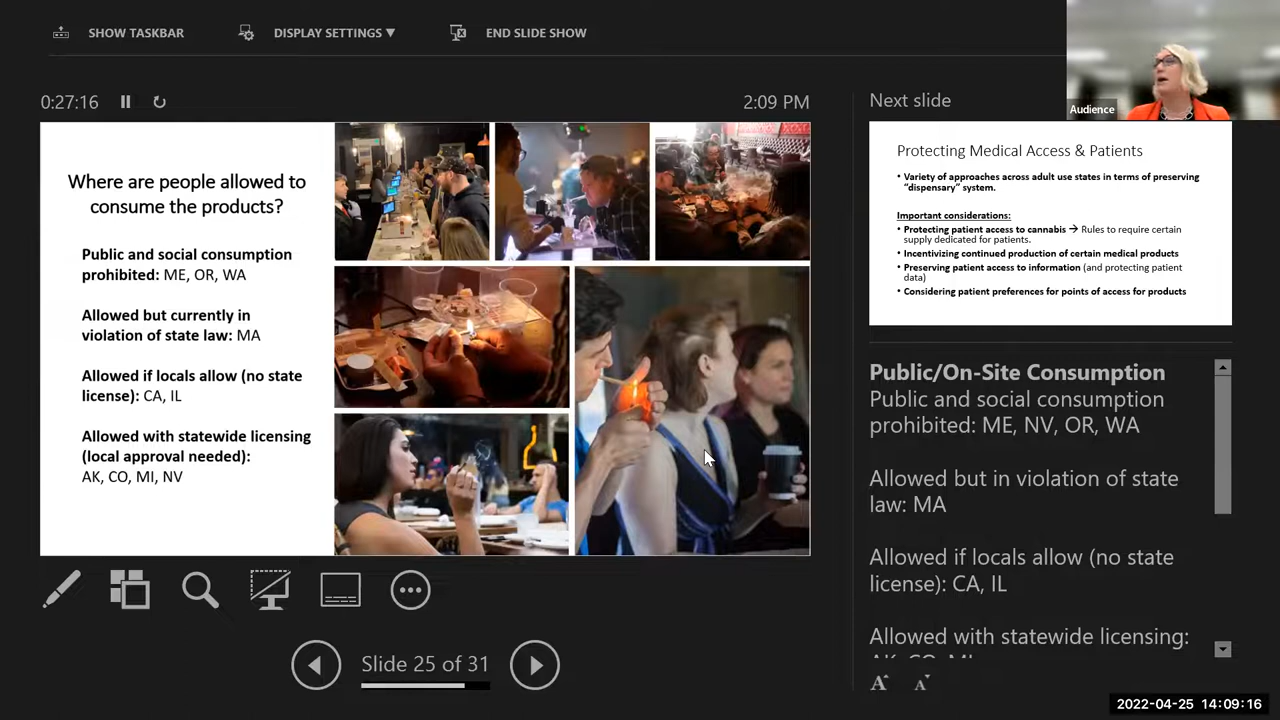 SHOW TASKBAR
DISPLAY SETTINGS ▼
END SLIDE SHOW
0:27:16
2:09 PM
Where are people allowed to
consume the products?
Public and social consumption
prohibited: ME, OR, WA
Allowed but currently in
violation of state law: MA
Allowed if locals allow (no state
license): CA, IL
Allowed with statewide licensing
(local approval needed):
AK, CO, MI, NV
Slide 25 of 31
Next slide
Audience
Protecting Medical Access & Patients
• Variety of approaches across adult use states in terms of preserving
“dispensary” system.
Important considerations:
• Protecting patient access to cannabis → Rules to require certain
supply dedicated for patients.
• Incentivizing continued production of certain medical products
• Preserving patient access to information (and protecting patient
data)
• Considering patient preferences for points of access for products
Public/On-Site Consumption
Public and social consumption
prohibited: ME, NV, OR, WA
Allowed but in violation of state
law: MA
Allowed if locals allow (no state
license): CA, IL
Allowed with statewide licensing:
AK, CO, MI
A A
2022-04-25 14:09:16